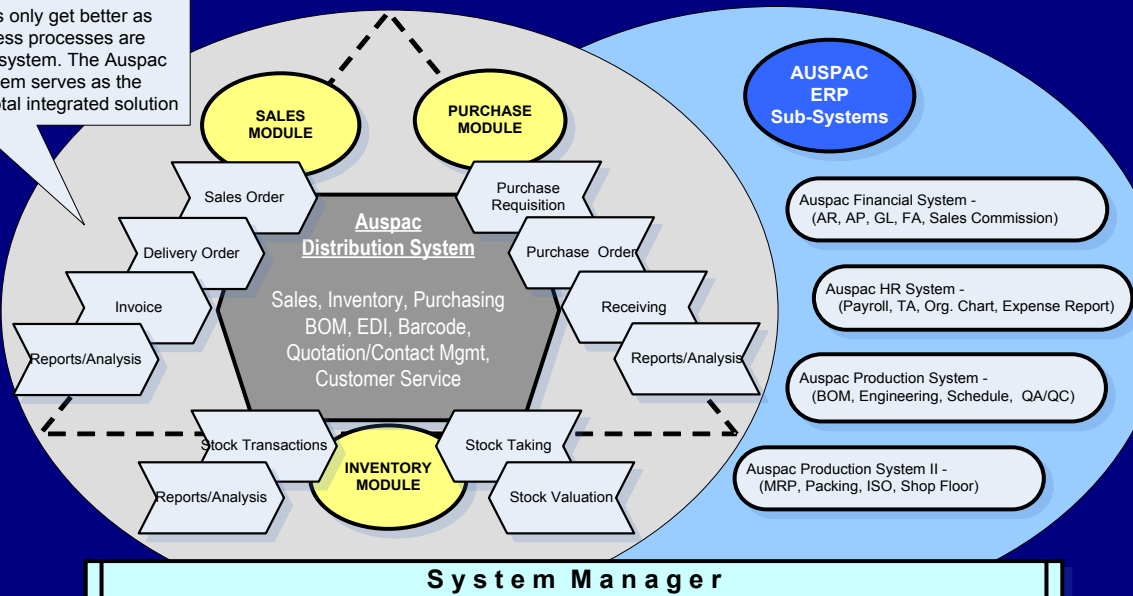 s only get better as
ess processes are
system. The Auspac
em serves as the
otal integrated solution
SALES
MODULE
PURCHASE
MODULE
AUSPAC
ERP
Sub-Systems
Sales Order
Delivery Order
Invoice
Reports/Analysis
Auspac
Distribution System
Sales, Inventory, Purchasing
BOM, EDI, Barcode,
Quotation/Contact Mgmt,
Customer Service
Purchase
Requisition
Purchase Order
Receiving
Reports/Analysis
Stock Transactions
Reports/Analysis
INVENTORY
MODULE
Stock Taking
Stock Valuation
Auspac Financial System -
(AR, AP, GL, FA, Sales Commission)
Auspac HR System -
(Payroll, TA, Org. Chart, Expense Report)
Auspac Production System -
(BOM, Engineering, Schedule, QA/QC)
Auspac Production System II -
(MRP, Packing, ISO, Shop Floor)
System Manager